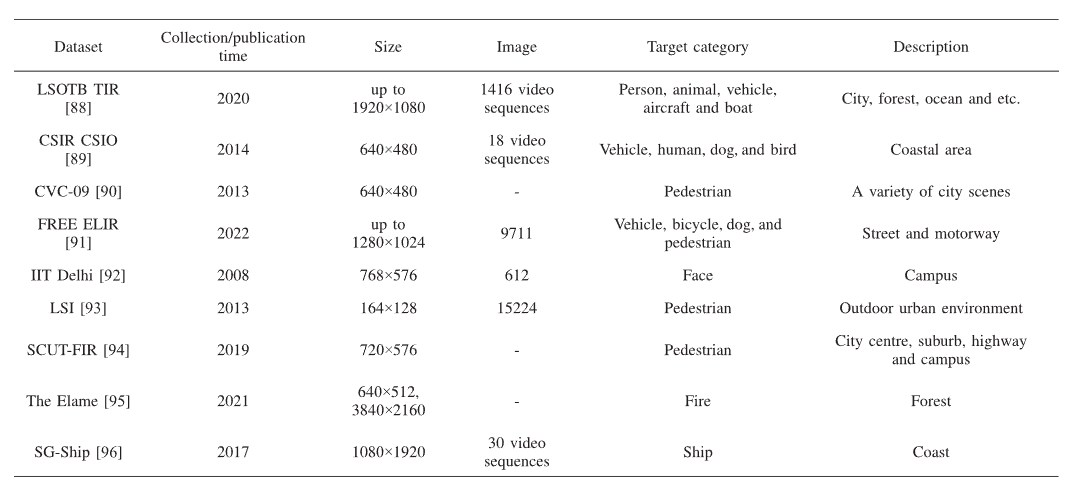 Dataset Collection/publication time Size Image Target category Description
LSOTB TIR [88] 2020 up to 1920×1080 1416 video sequences Person, animal, vehicle, aircraft and boat City, forest, ocean and etc.
CSIR CSIO [89] 2014 640×480 18 video sequences Vehicle, human, dog, and bird Coastal area
CVC-09 [90] 2013 640×480 - Pedestrian A variety of city scenes
FREE ELIR [91] 2022 up to 1280×1024 9711 Vehicle, bicycle, dog, and pedestrian Street and motorway
IIT Delhi [92] 2008 768×576 612 Face Campus
LSI [93] 2013 164×128 15224 Pedestrian Outdoor urban environment
SCUT-FIR [94] 2019 720×576 - Pedestrian City centre, suburb, highway and campus
The Elame [95] 2021 640×512, 3840×2160 - Fire Forest
SG-Ship [96] 2017 1080×1920 30 video sequences Ship Coast